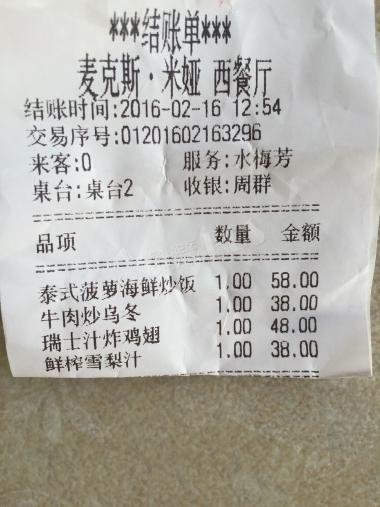 ***结账单***
麦克斯·米娅 西餐厅
结账时间:2016-02-16 12:54
交易序号:01201602163296
来客:0 服务:水梅芳
桌台:桌台2 收银:周群
品项 数量 金额
泰式菠萝海鲜炒饭 1.00 58.00
牛肉炒乌冬 1.00 38.00
瑞士汁炸鸡翅 1.00 48.00
鲜榨雪梨汁 1.00 38.00